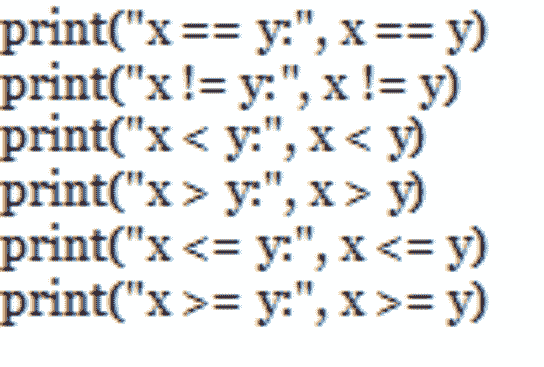 print("x == y:", x == y)
print("x != y:", x != y)
print("x < y:", x < y)
print("x > y:", x > y)
print("x <= y:", x <= y)
print("x >= y:", x >= y)